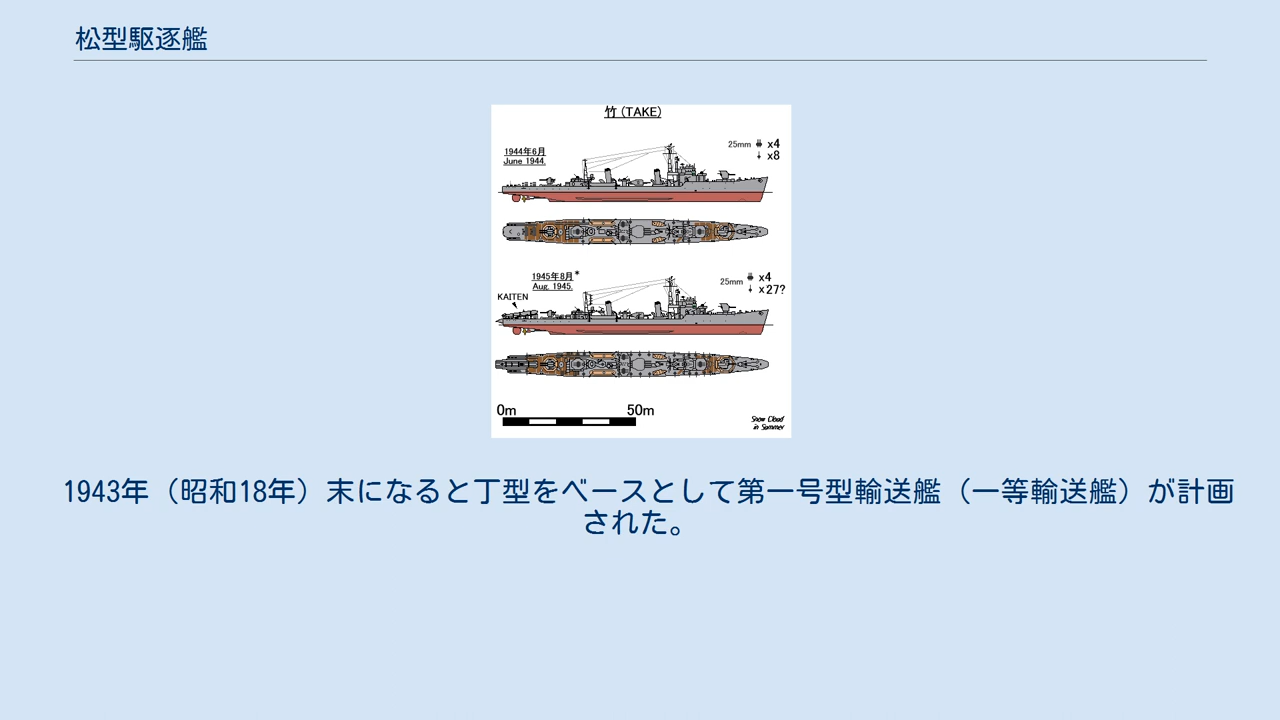 松型駆逐艦
竹 (TAKE)
1944年6月
June 1944.
25mm x4
x8
1945年8月*
Aug. 1945.
25mm x4
x27?
KAITEN
0m 50m
Snow Cloud
in Summer
1943年（昭和18年）末になると丁型をベースとして第一号型輸送艦（一等輸送艦）が計画
された。